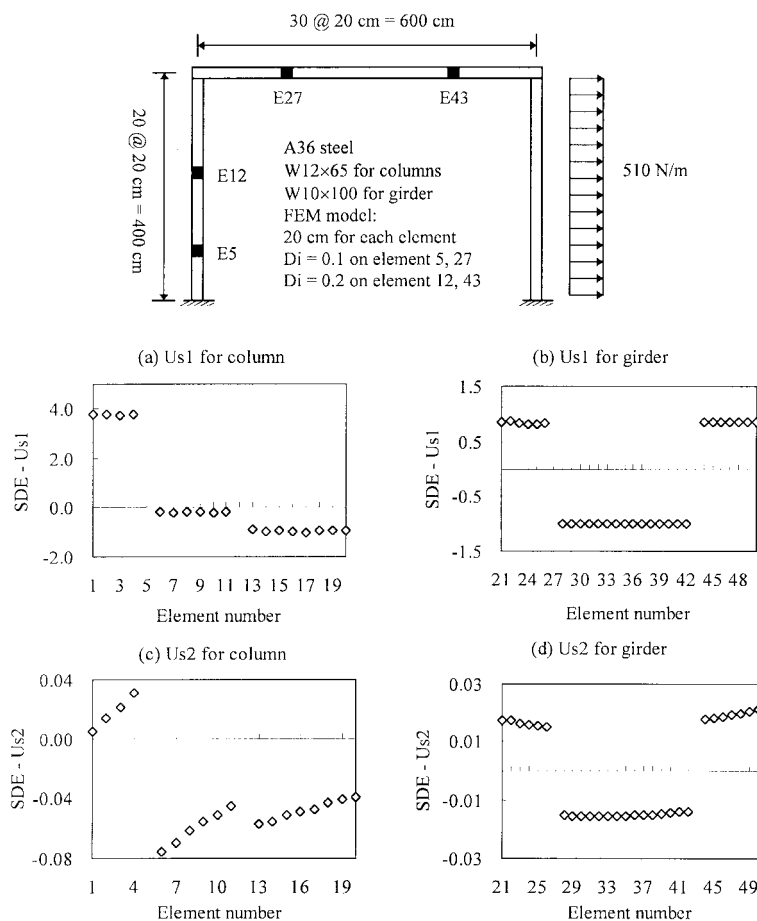 30 @ 20 cm = 600 cm
E27
E43
20 @ 20 cm = 400 cm
E12
E5
A36 steel
W12×65 for columns
W10×100 for girder
FEM model:
20 cm for each element
Di = 0.1 on element 5, 27
Di = 0.2 on element 12, 43
510 N/m
(a) Us1 for column
SDE - Us1
4.0
2.0
0.0
-2.0
1 3 5 7 9 11 13 15 17 19
Element number
(b) Us1 for girder
SDE - Us1
1.5
0.5
-0.5
-1.5
21 24 27 30 33 36 39 42 45 48
Element number
(c) Us2 for column
SDE - Us2
0.04
0.00
-0.04
-0.08
1 4 7 10 13 16 19
Element number
(d) Us2 for girder
SDE - Us2
0.03
0.01
-0.01
-0.03
21 25 29 33 37 41 45 49
Element number